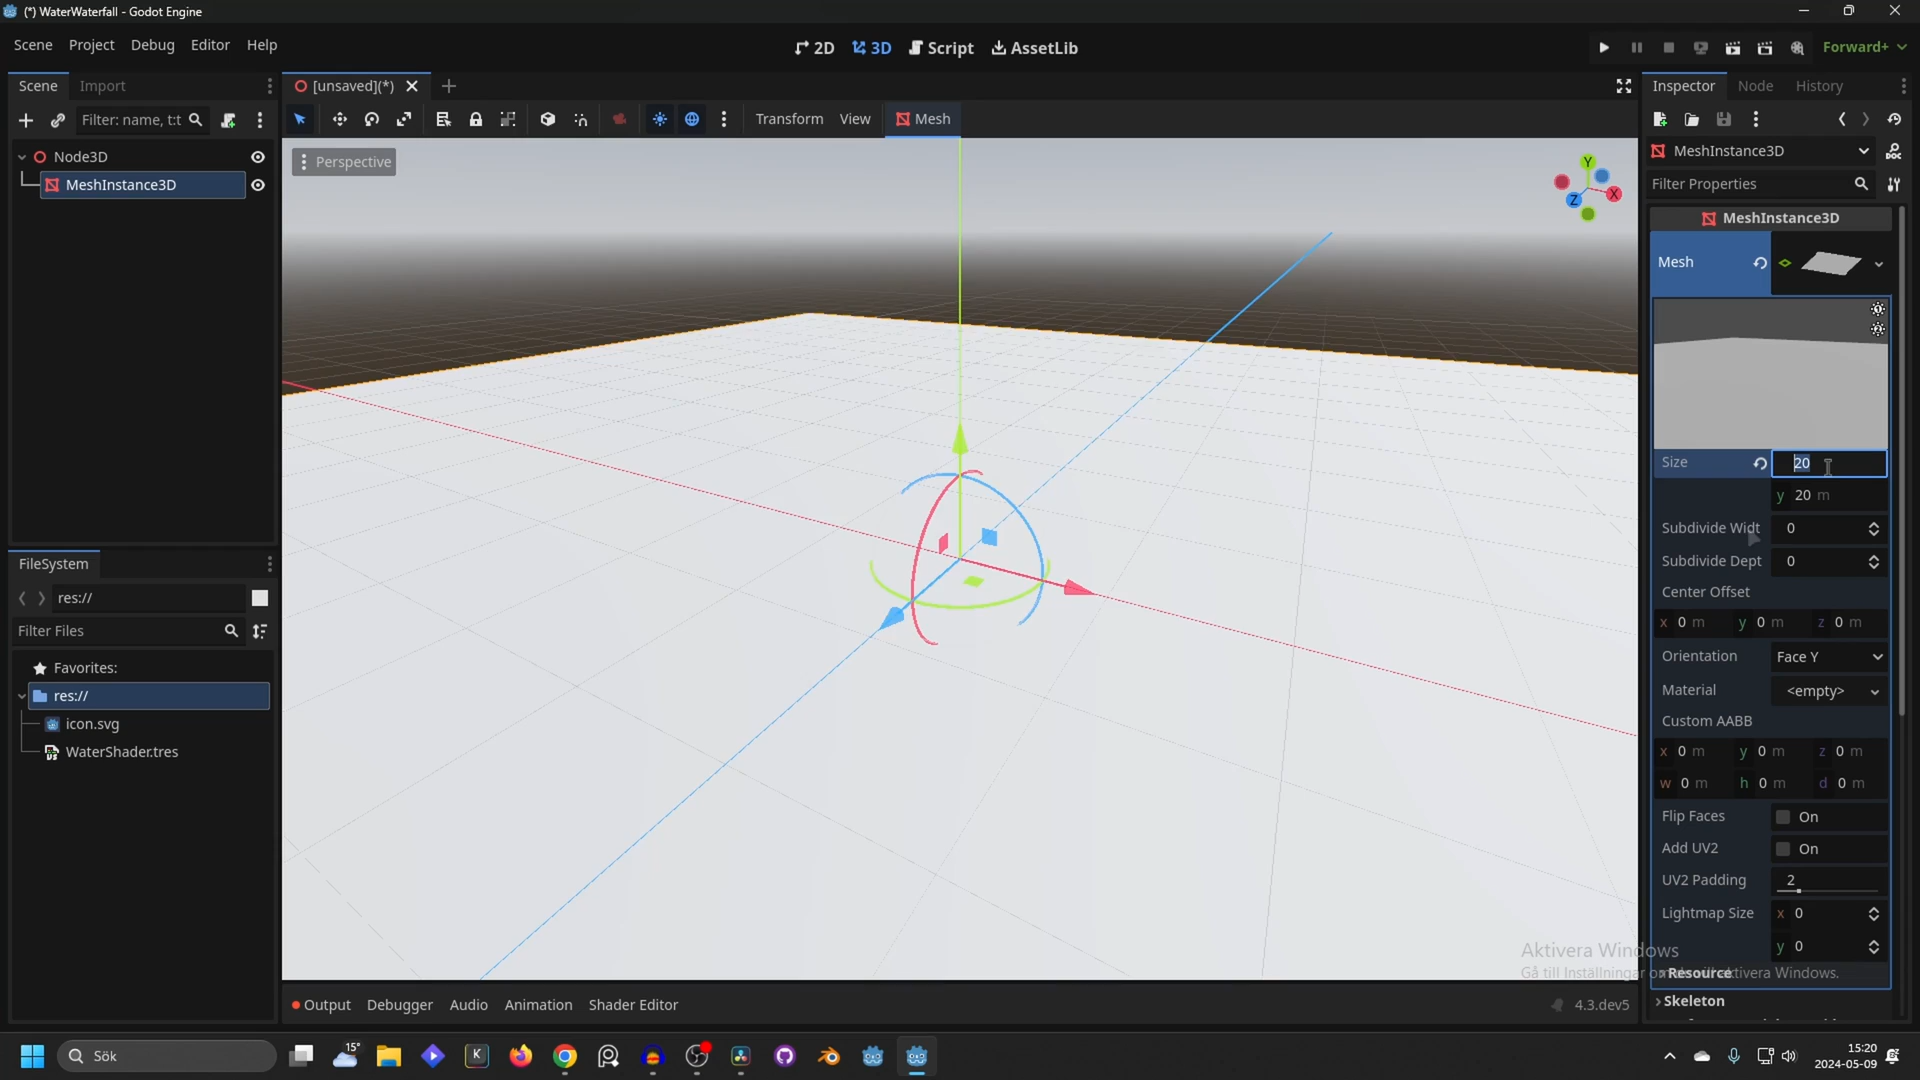 (*) WaterWaterfall - Godot Engine
Scene Project Debug Editor Help
2D 3D Script AssetLib
Forward+
Scene Import
[unsaved](*)
Inspector Node History
Filter: name, t:t
Transform View Mesh
Node3D
MeshInstance3D
Perspective
Y
X
Z
MeshInstance3D
Filter Properties
MeshInstance3D
Mesh
Size 20
y 20 m
Subdivide Widt 0
Subdivide Dept 0
Center Offset
x 0 m y 0 m z 0 m
Orientation Face Y
Material <empty>
Custom AABB
x 0 m y 0 m z 0 m
w 0 m h 0 m d 0 m
Flip Faces On
Add UV2 On
UV2 Padding 2
Lightmap Size x 0
y 0
Resource
Skeleton
FileSystem
res://
Filter Files
Favorites:
res://
icon.svg
WaterShader.tres
Aktivera Windows
Gå till Inställningar ktivera Windows.
Output Debugger Audio Animation Shader Editor
4.3.dev5
Sök
15°
K
15:20
2024-05-09